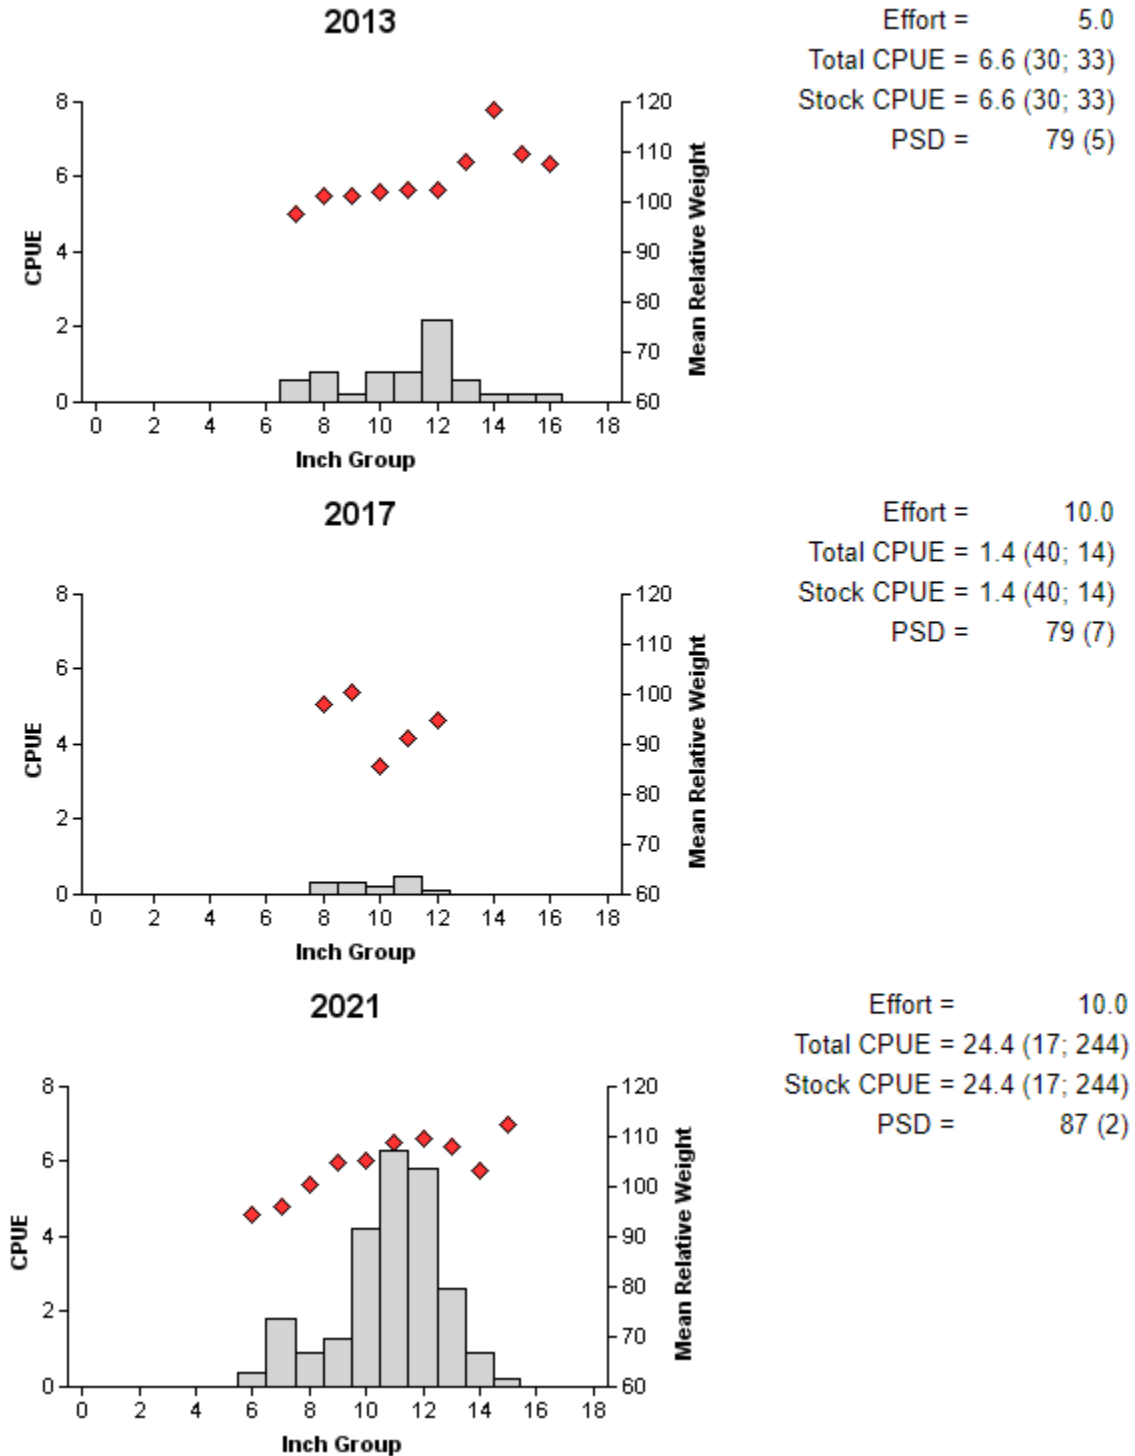 2013
Effort = 5.0
Total CPUE = 6.6 (30; 33)
Stock CPUE = 6.6 (30; 33)
PSD = 79 (5)
8
6
4
2
0
CPUE
120
110
100
90
80
70
60
Mean Relative Weight
0 2 4 6 8 10 12 14 16 18
Inch Group
2017
Effort = 10.0
Total CPUE = 1.4 (40; 14)
Stock CPUE = 1.4 (40; 14)
PSD = 79 (7)
8
6
4
2
0
CPUE
120
110
100
90
80
70
60
Mean Relative Weight
0 2 4 6 8 10 12 14 16 18
Inch Group
2021
Effort = 10.0
Total CPUE = 24.4 (17; 244)
Stock CPUE = 24.4 (17; 244)
PSD = 87 (2)
8
6
4
2
0
CPUE
120
110
100
90
80
70
60
Mean Relative Weight
0 2 4 6 8 10 12 14 16 18
Inch Group